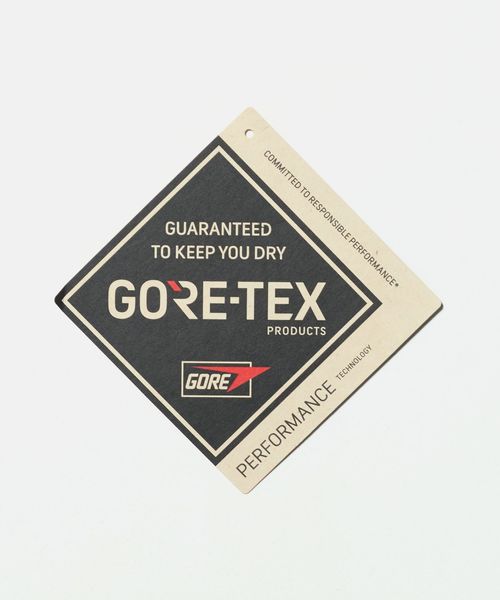 COMMITTED TO RESPONSIBLE PERFORMANCE*
GUARANTEED
TO KEEP YOU DRY
GORE-TEX
PRODUCTS
GORE
PERFORMANCE
TECHNOLOGY